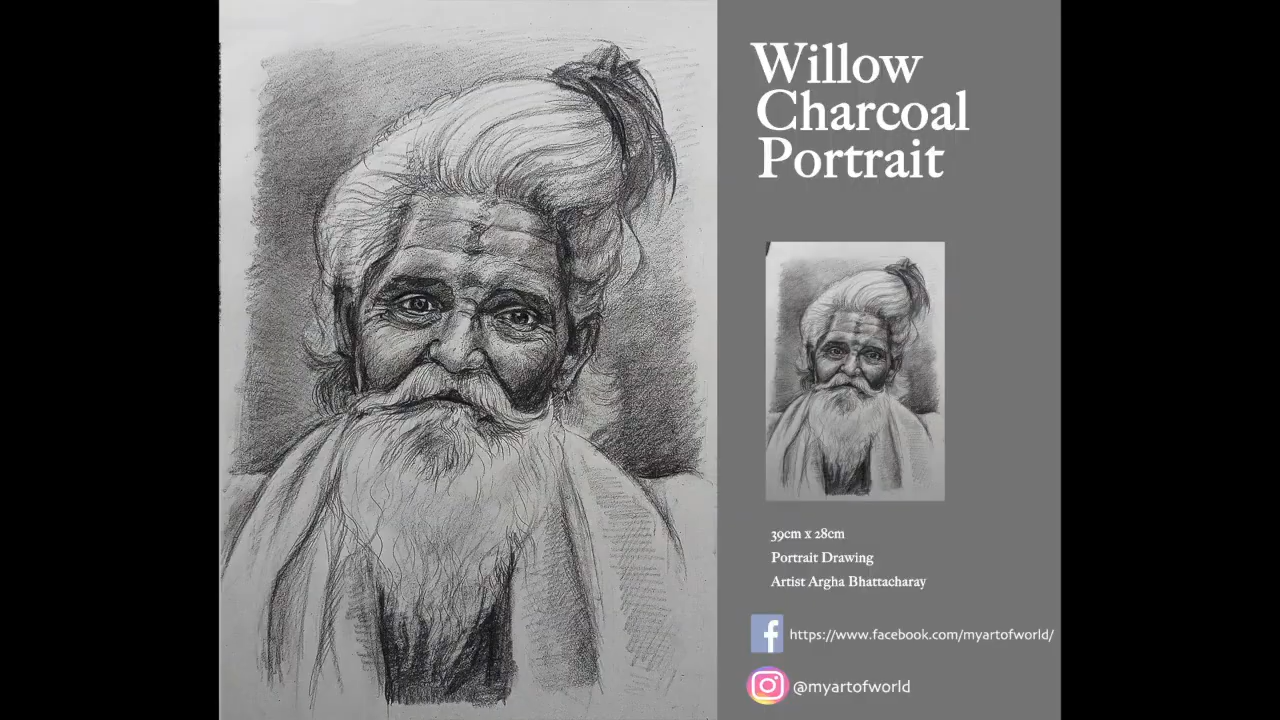 Willow
Charcoal
Portrait
39cm x 28cm
Portrait Drawing
Artist Argha Bhattacharay
https://www.facebook.com/myartofworld/
@myartofworld